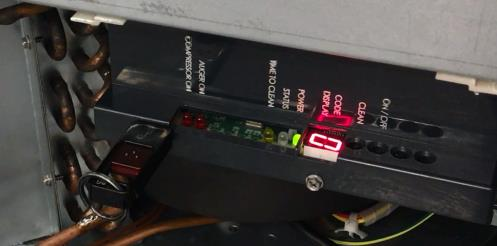 COMPRESSOR ON
AUGER ON
TIME TO CLEAN
STATUS
POWER
CODE
DISPLAY
CLEAN
ON / OFF